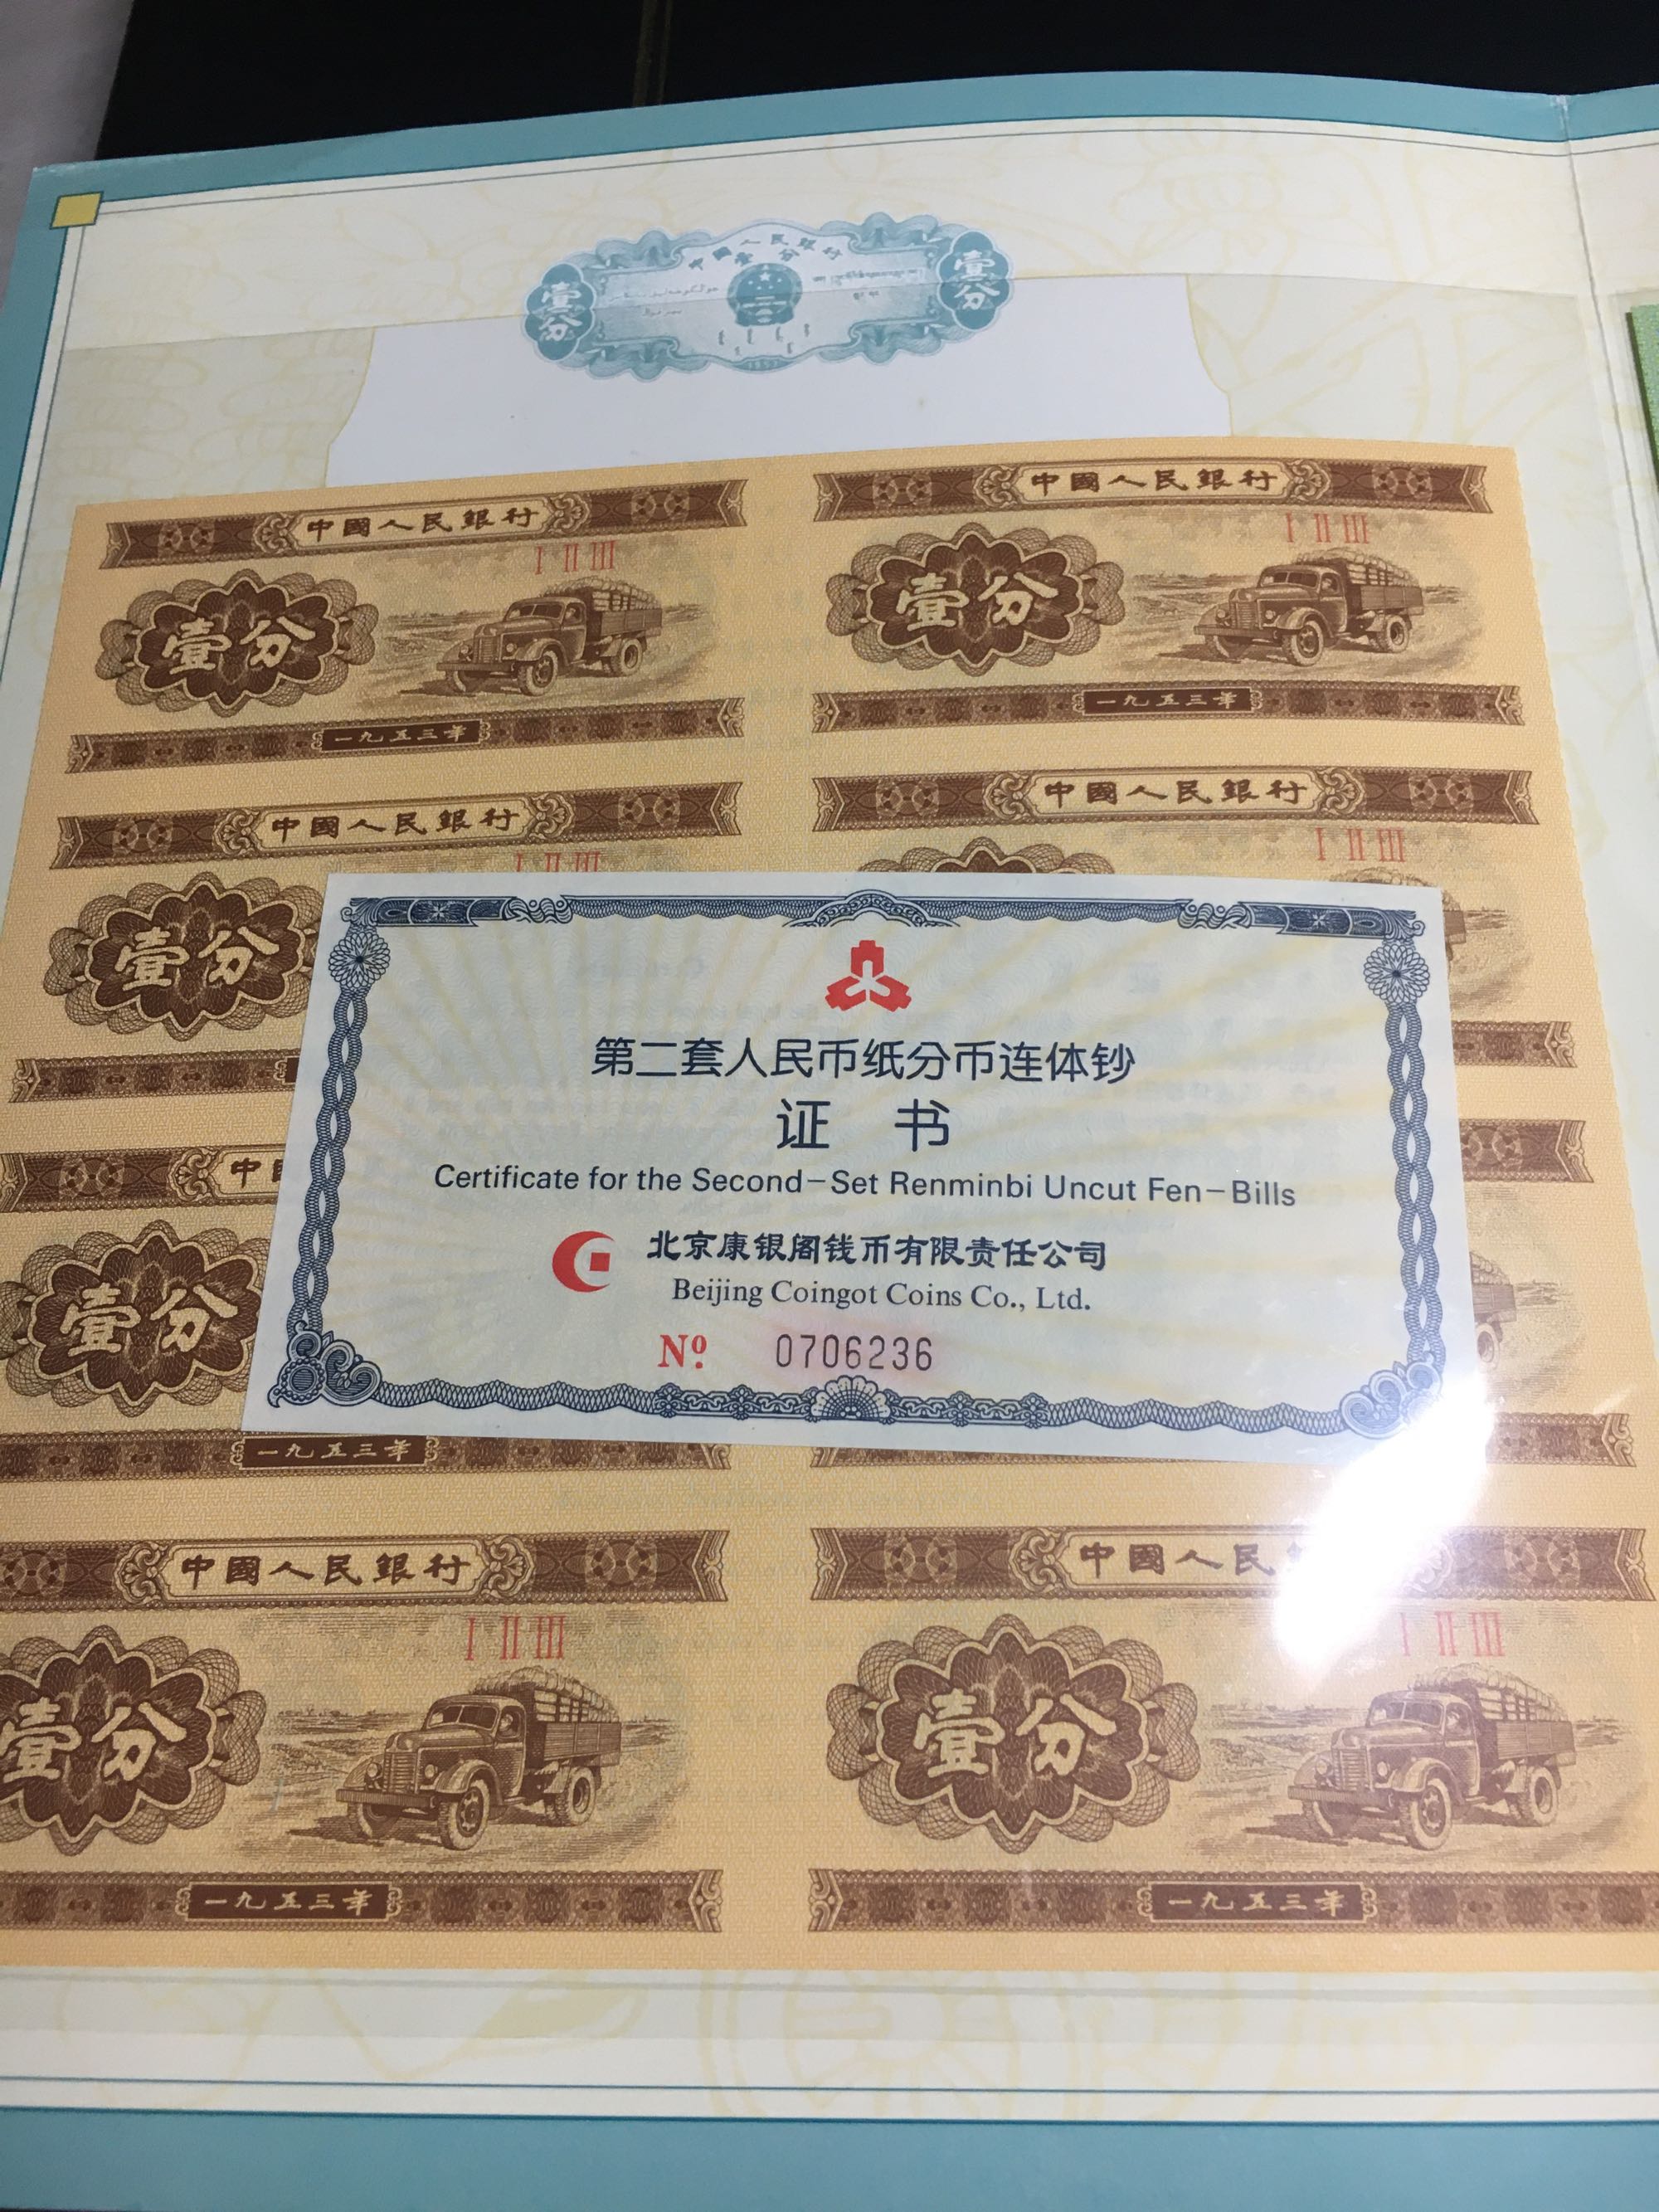 中國人民銀行
壹分
壹分
中國人民銀行
I II III
壹分
一九五三年
中國人民銀行
I II III
壹分
一九五三年
中國人民銀行
I II III
壹分
中國人民銀行
I II III
中
壹分
一九五三年
第二套人民币纸分币连体钞
证 书
Certificate for the Second-Set Renminbi Uncut Fen-Bills
北京康银阁钱币有限责任公司
Beijing Coingot Coins Co., Ltd.
Nº 0706236
中國人民銀行
I II III
壹分
一九五三年
中國人民
I II III
壹分
一九五三年